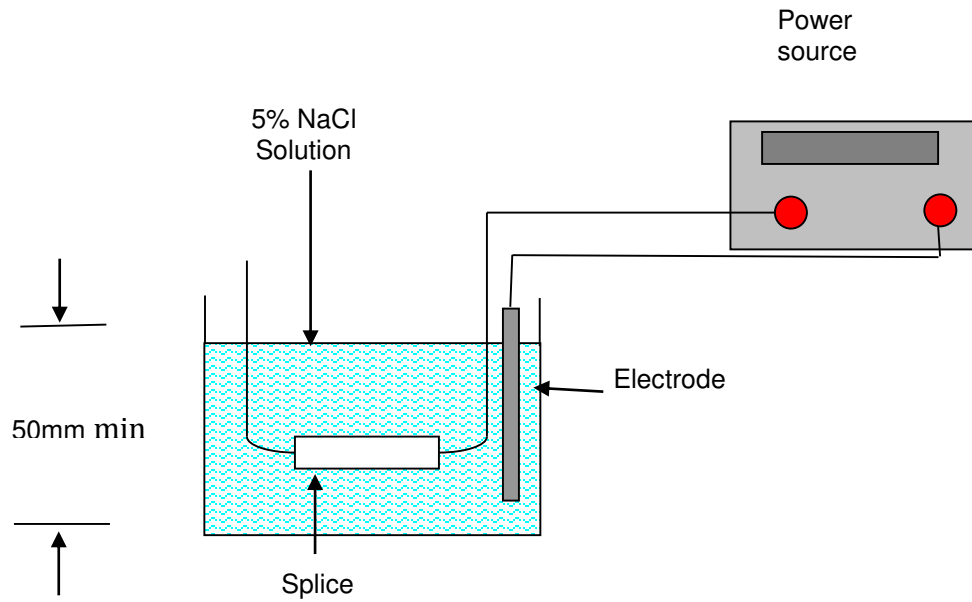 Power
source
5% NaCl
Solution
Electrode
50mm min
Splice